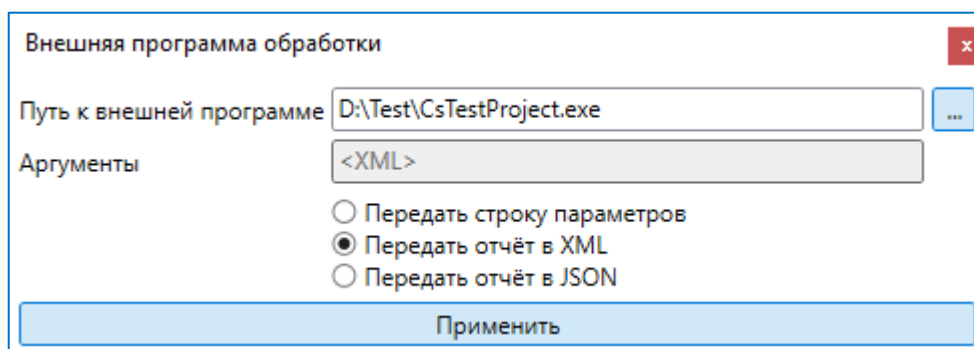 Внешняя программа обработки x
Путь к внешней программе D:\Test\CsTestProject.exe ...
Аргументы <XML>
Передать строку параметров
Передать отчёт в XML
Передать отчёт в JSON
Применить